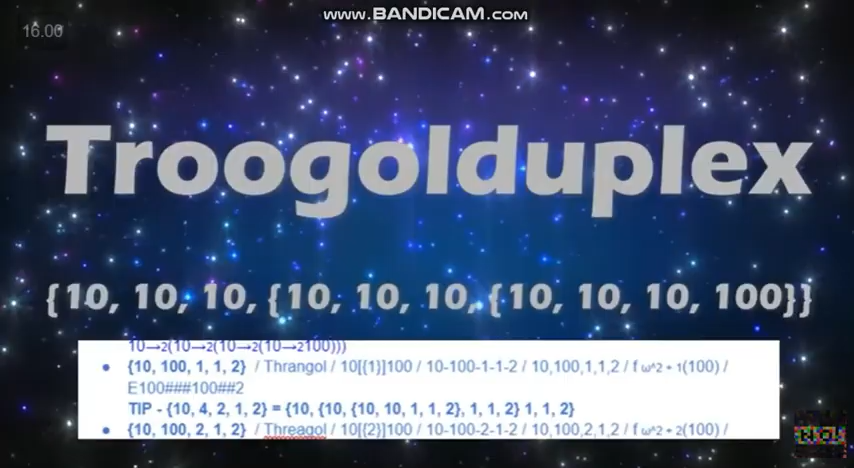 www.BANDICAM.com
16.00
Troogolduplex
{10, 10, 10, {10, 10, 10, {10, 10, 10, 100}}
10→₂(10→₂(10→₂(10→₂100)))
• {10, 100, 1, 1, 2} / Thrangol / 10[{1)]100 / 10-100-1-1-2 / 10,100,1,1,2 / f ω^2 + 1(100) /
E100###100##2
TIP - {10, 4, 2, 1, 2} = {10, {10, {10, 10, 1, 1, 2}, 1, 1, 2} 1, 1, 2}
• {10, 100, 2, 1, 2} / Threagol / 10[{2)]100 / 10-100-2-1-2 / 10,100,2,1,2 / f ω^2 + 2(100) /